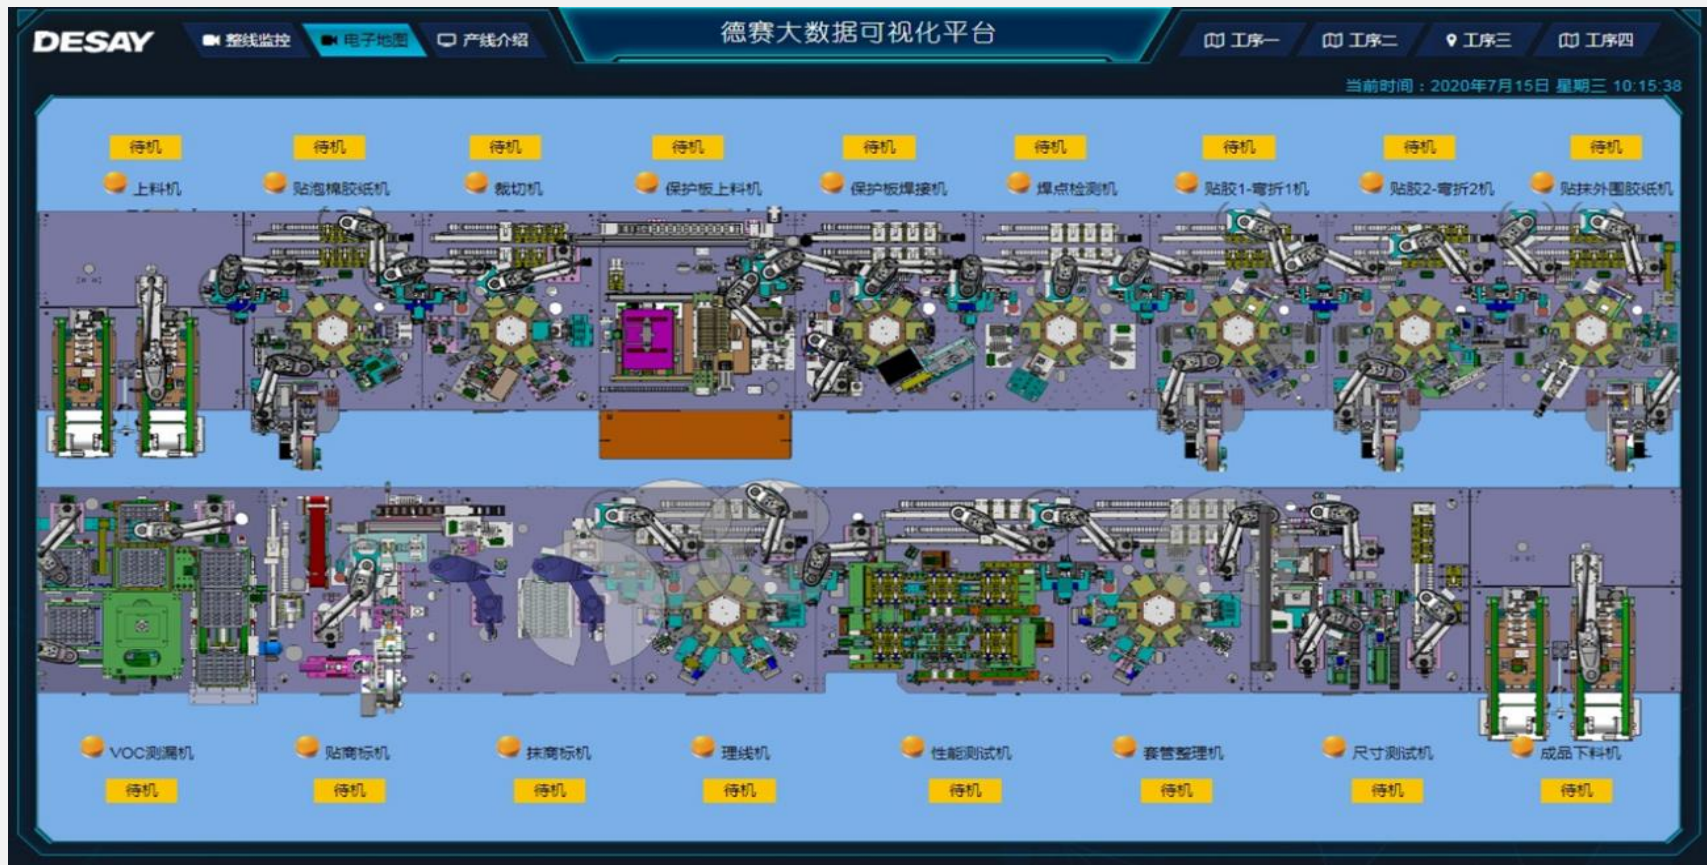 DESAY
整线监控
电子地图
产线介绍
德赛大数据可视化平台
工序一
工序二
工序三
工序四
当前时间：2020年7月15日 星期三 10:15:38
待机 待机 待机 待机 待机 待机 待机 待机 待机
上料机 贴泡棉胶纸机 裁切机 保护板上料机 保护板焊接机 焊点检测机 贴胶1-弯折1机 贴胶2-弯折2机 贴抹外围胶纸机
VOC测漏机 贴商标机 抹商标机 理线机 性能测试机 套管整理机 尺寸测试机 成品下料机
待机 待机 待机 待机 待机 待机 待机 待机